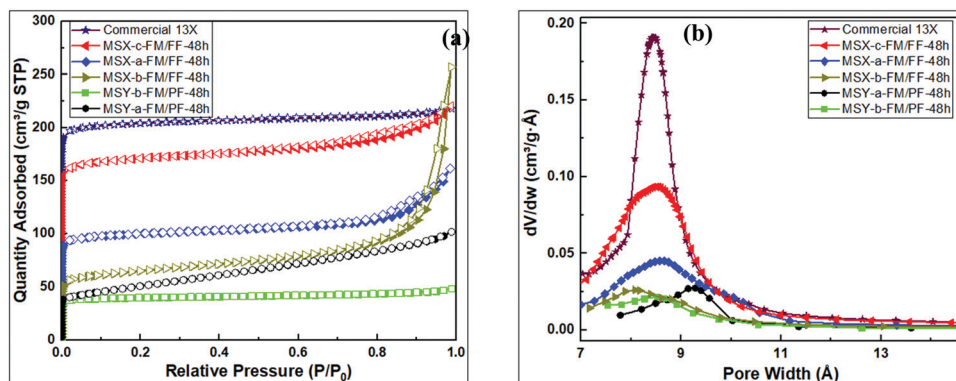 300
250
200
150
100
50
0
0.0
0.2
0.4
0.6
0.8
1.0
Quantity Adsorbed (cm³/g STP)
Relative Pressure (P/P₀)
Commercial 13X
MSX-c-FM/FF-48h
MSX-a-FM/FF-48h
MSX-b-FM/FF-48h
MSY-b-FM/PF-48h
MSY-a-FM/PF-48h
(a)
0.20
0.15
0.10
0.05
0.00
7
9
11
13
dV/dw (cm³/g·Å)
Pore Width (Å)
(b)
Commercial 13X
MSX-c-FM/FF-48h
MSX-a-FM/FF-48h
MSX-b-FM/FF-48h
MSY-a-FM/PF-48h
MSY-b-FM/PF-48h